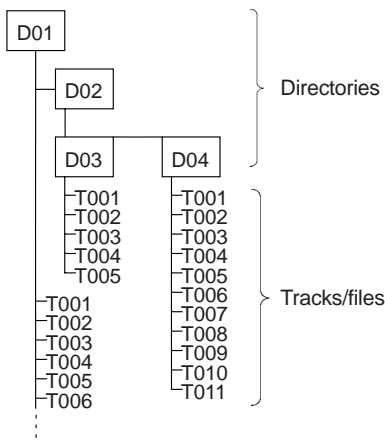 D01
D02
Directories
D03
D04
T001
T002
T003
T004
T005
T001
T002
T003
T004
T005
T006
T007
T008
T009
T010
T011
Tracks/files
T001
T002
T003
T004
T005
T006